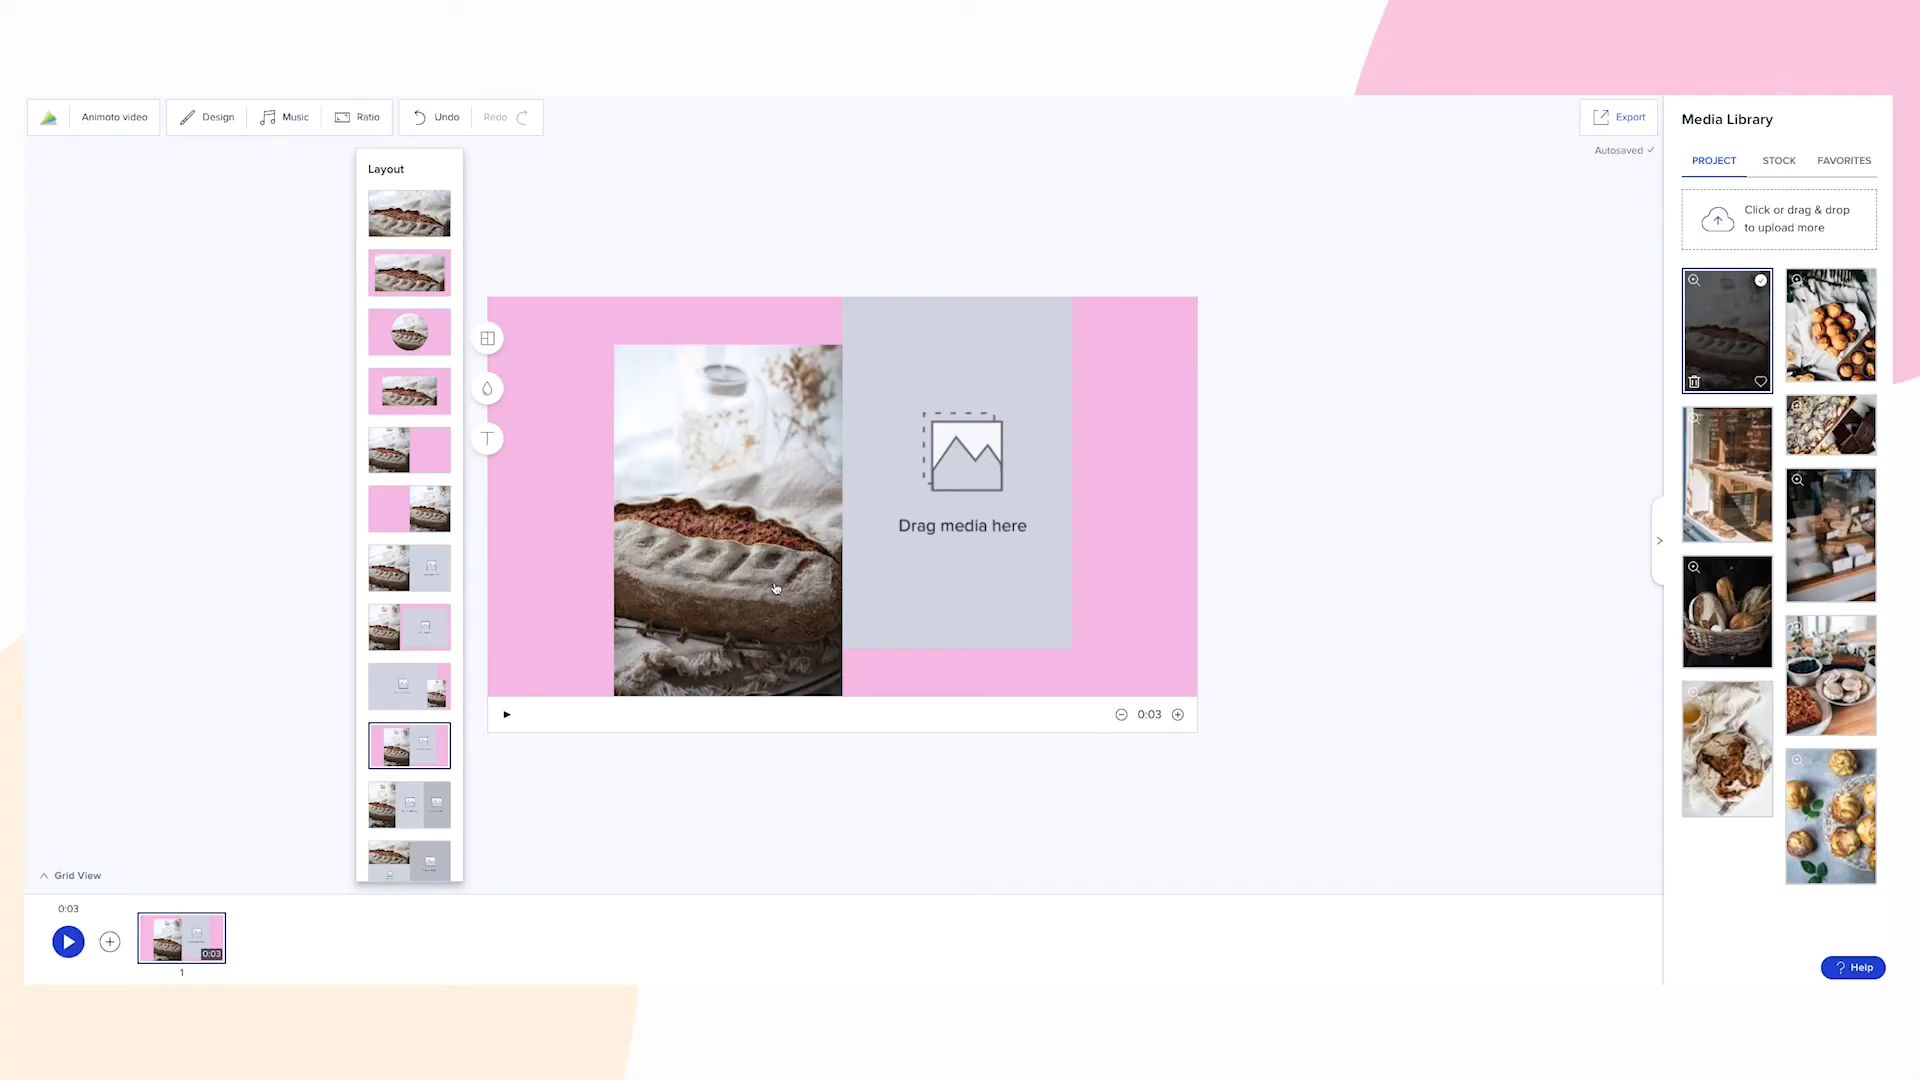 Animoto video
Design
Music
Ratio
Undo
Redo
Export
Autosaved
Layout
Drag media here
0:03
Grid View
0:03
0:03
1
Media Library
PROJECT
STOCK
FAVORITES
Click or drag & drop
to upload more
? Help